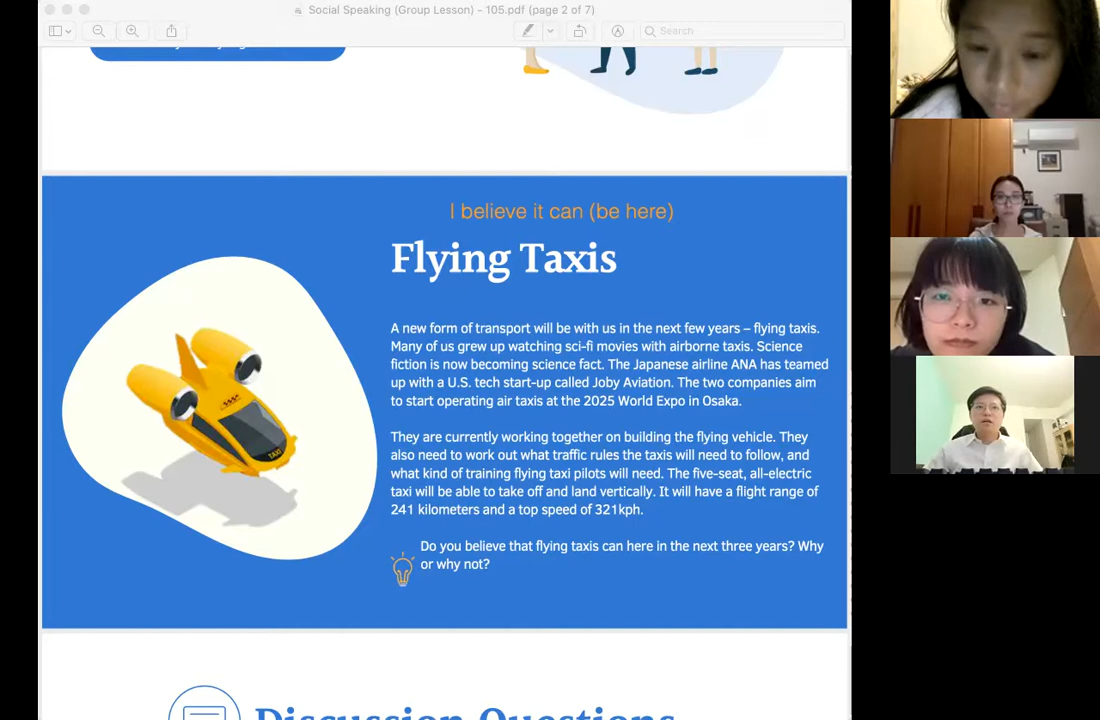 Social Speaking (Group Lesson) – 105.pdf (page 2 of 7)
Search
I believe it can (be here)
Flying Taxis
A new form of transport will be with us in the next few years – flying taxis.
Many of us grew up watching sci-fi movies with airborne taxis. Science
fiction is now becoming science fact. The Japanese airline ANA has teamed
up with a U.S. tech start-up called Joby Aviation. The two companies aim
to start operating air taxis at the 2025 World Expo in Osaka.
They are currently working together on building the flying vehicle. They
also need to work out what traffic rules the taxis will need to follow, and
what kind of training flying taxi pilots will need. The five-seat, all-electric
taxi will be able to take off and land vertically. It will have a flight range of
241 kilometers and a top speed of 321kph.
TAXI
Do you believe that flying taxis can here in the next three years? Why
or why not?
Discussion Questions